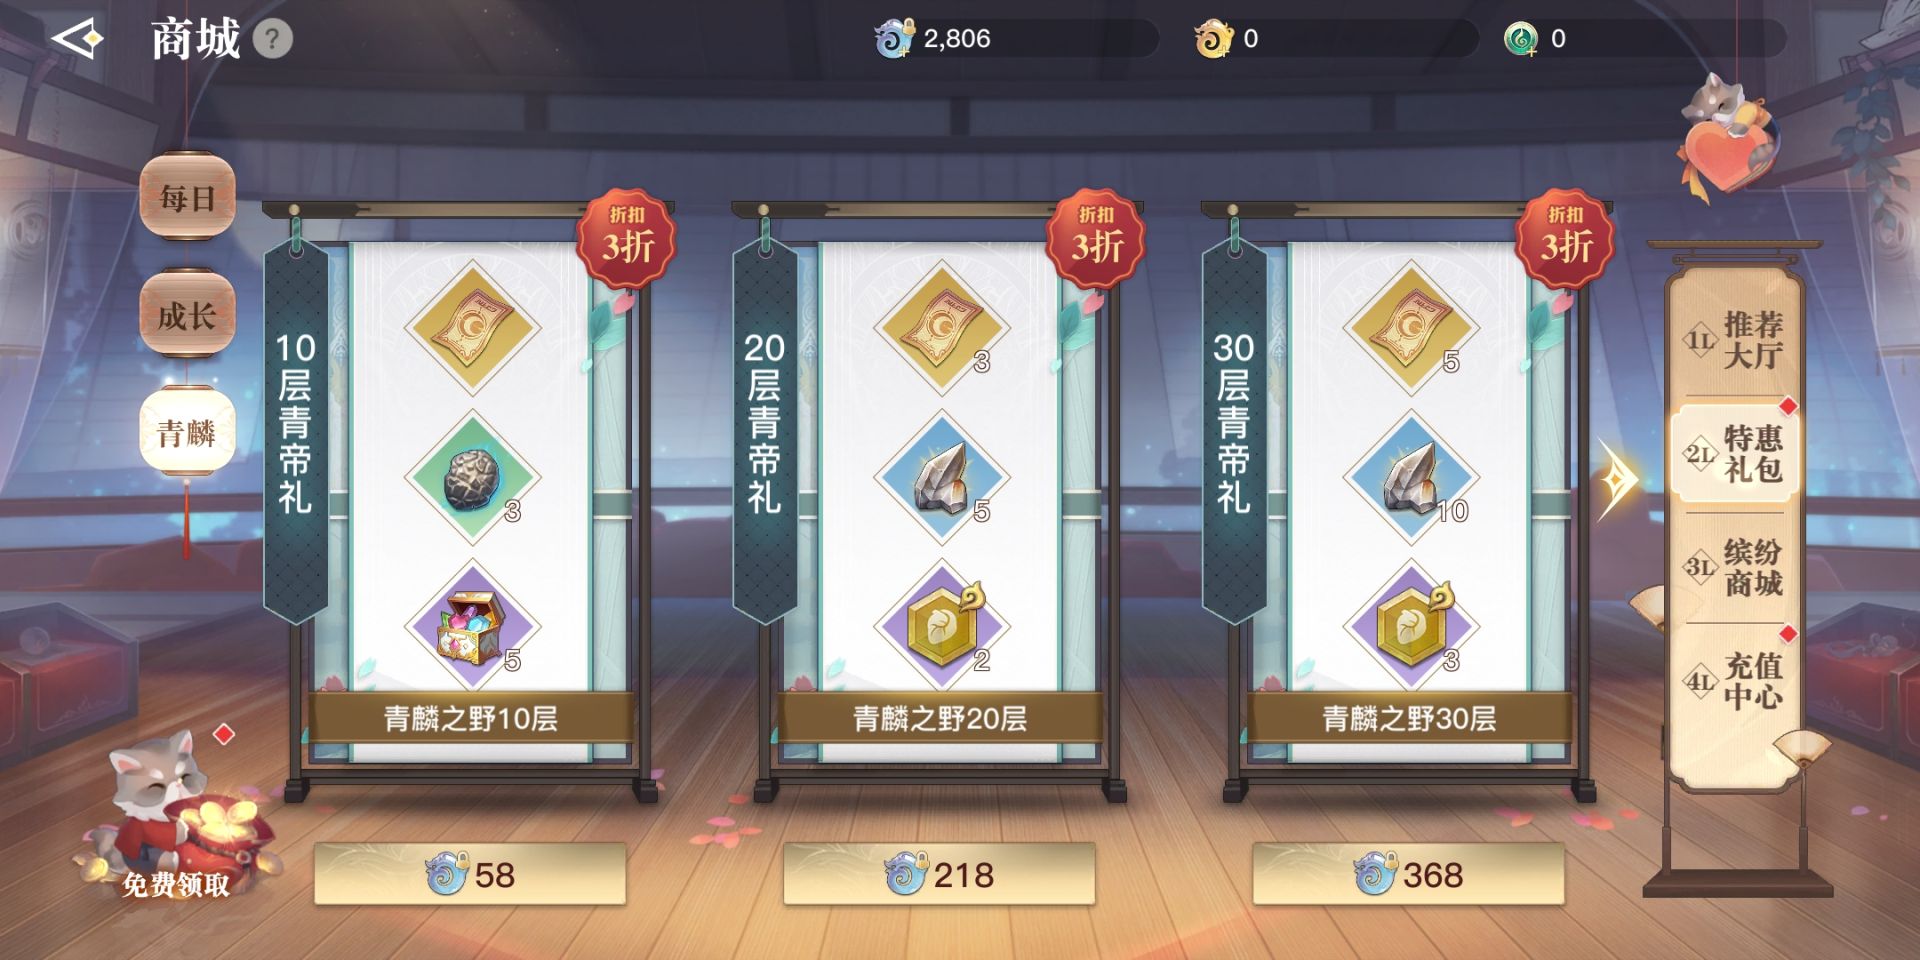 商城 ?
2,806
0
0
每日
成长
青麟
10层青帝礼
折扣
3折
3
5
青麟之野10层
58
20层青帝礼
折扣
3折
3
5
2
青麟之野20层
218
30层青帝礼
折扣
3折
5
10
3
青麟之野30层
368
1L 推荐
大厅
2L 特惠
礼包
3L 缤纷
商城
4L 充值
中心
免费领取